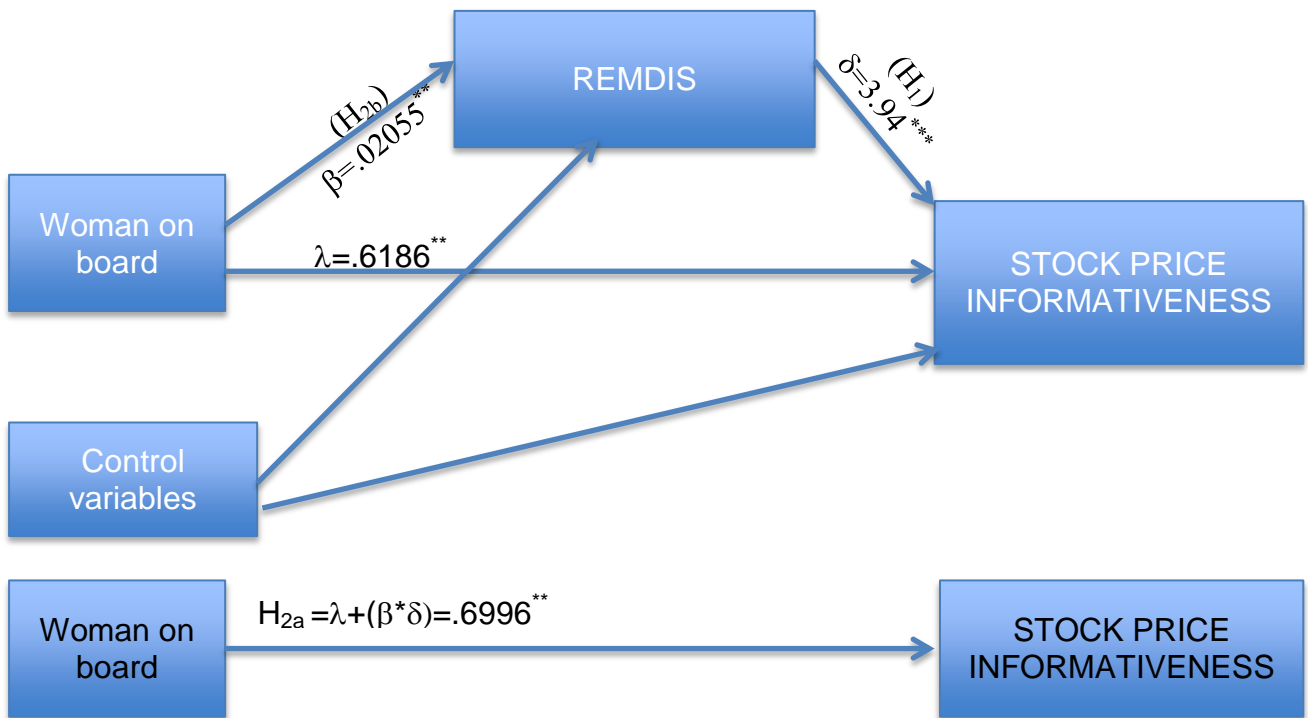 REMDIS
(H2b)
β=.02055**
(H1)
δ=3.94***
Woman on
board
λ=.6186**
STOCK PRICE
INFORMATIVENESS
Control
variables
Woman on
board
H2a =λ+(β*δ)=.6996**
STOCK PRICE
INFORMATIVENESS